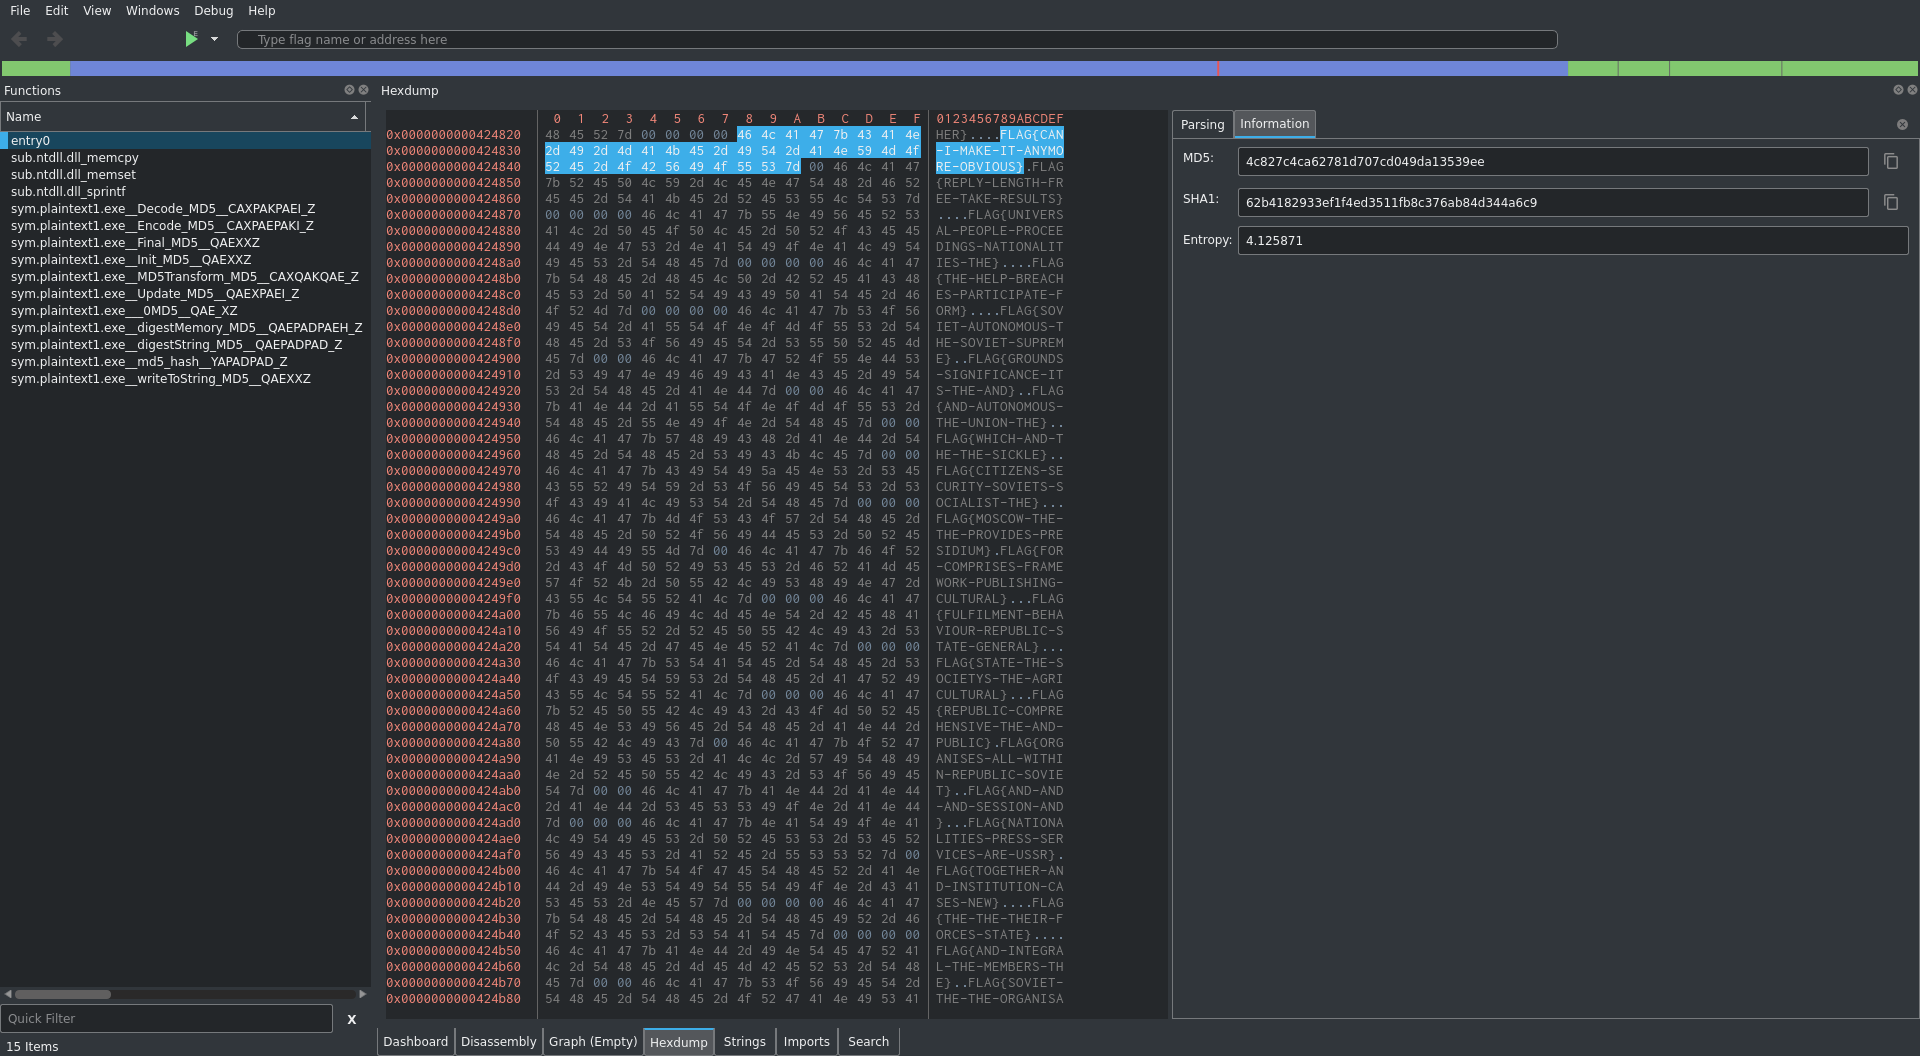 File Edit View Windows Debug Help
Type flag name or address here
Functions
Name
entry0
sub.ntdll.dll_memcpy
sub.ntdll.dll_memset
sub.ntdll.dll_sprintf
sym.plaintext1.exe__Decode_MD5__CAXPAKPAEI_Z
sym.plaintext1.exe__Encode_MD5__CAXPAEPAKI_Z
sym.plaintext1.exe__Final_MD5__QAEXXZ
sym.plaintext1.exe__Init_MD5__QAEXXZ
sym.plaintext1.exe__MD5Transform_MD5__CAXQAKQAE_Z
sym.plaintext1.exe__Update_MD5__QAEXPAEI_Z
sym.plaintext1.exe___0MD5__QAE_XZ
sym.plaintext1.exe__digestMemory_MD5__QAEPADPAEH_Z
sym.plaintext1.exe__digestString_MD5__QAEPADPAD_Z
sym.plaintext1.exe__md5_hash__YAPADPAD_Z
sym.plaintext1.exe__writeToString_MD5__QAEXXZ
Quick Filter
X
15 Items
Hexdump
0 1 2 3 4 5 6 7 8 9 A B C D E F 0123456789ABCDEF
0x0000000000424820 48 45 52 7d 00 00 00 00 46 4c 41 47 7b 43 41 4e HER}....FLAG{CAN
0x0000000000424830 2d 49 2d 4d 41 4b 45 2d 49 54 2d 41 4e 59 4d 4f -I-MAKE-IT-ANYMO
0x0000000000424840 52 45 2d 4f 42 56 49 4f 55 53 7d 00 46 4c 41 47 RE-OBVIOUS}.FLAG
0x0000000000424850 7b 52 45 50 4c 59 2d 4c 45 4e 47 54 48 2d 46 52 {REPLY-LENGTH-FR
0x0000000000424860 45 45 2d 54 41 4b 45 2d 52 45 53 55 4c 54 53 7d EE-TAKE-RESULTS}
0x0000000000424870 00 00 00 00 46 4c 41 47 7b 55 4e 49 56 45 52 53 ....FLAG{UNIVERS
0x0000000000424880 41 4c 2d 50 45 4f 50 4c 45 2d 50 52 4f 43 45 45 AL-PEOPLE-PROCEE
0x0000000000424890 44 49 4e 47 53 2d 4e 41 54 49 4f 4e 41 4c 49 54 DINGS-NATIONALIT
0x00000000004248a0 49 45 53 2d 54 48 45 7d 00 00 00 00 46 4c 41 47 IES-THE}....FLAG
0x00000000004248b0 7b 54 48 45 2d 48 45 4c 50 2d 42 52 45 41 43 48 {THE-HELP-BREACH
0x00000000004248c0 45 53 2d 50 41 52 54 49 43 49 50 41 54 45 2d 46 ES-PARTICIPATE-F
0x00000000004248d0 4f 52 4d 7d 00 00 00 00 46 4c 41 47 7b 53 4f 56 ORM}....FLAG{SOV
0x00000000004248e0 49 45 54 2d 41 55 54 4f 4e 4f 4d 4f 55 53 2d 54 IET-AUTONOMOUS-T
0x00000000004248f0 48 45 2d 53 4f 56 49 45 54 2d 53 55 50 52 45 4d HE-SOVIET-SUPREM
0x0000000000424900 45 7d 00 00 46 4c 41 47 7b 47 52 4f 55 4e 44 53 E}..FLAG{GROUNDS
0x0000000000424910 2d 53 49 47 4e 49 46 49 43 41 4e 43 45 2d 49 54 -SIGNIFICANCE-IT
0x0000000000424920 53 2d 54 48 45 2d 41 4e 44 7d 00 00 46 4c 41 47 S-THE-AND}..FLAG
0x0000000000424930 7b 41 4e 44 2d 41 55 54 4f 4e 4f 4d 4f 55 53 2d {AND-AUTONOMOUS-
0x0000000000424940 54 48 45 2d 55 4e 49 4f 4e 2d 54 48 45 7d 00 00 THE-UNION-THE}..
0x0000000000424950 46 4c 41 47 7b 57 48 49 43 48 2d 41 4e 44 2d 54 FLAG{WHICH-AND-T
0x0000000000424960 48 45 2d 54 48 45 2d 53 49 43 4b 4c 45 7d 00 00 HE-THE-SICKLE}..
0x0000000000424970 46 4c 41 47 7b 43 49 54 49 5a 45 4e 53 2d 53 45 FLAG{CITIZENS-SE
0x0000000000424980 43 55 52 49 54 59 2d 53 4f 56 49 45 54 53 2d 53 CURITY-SOVIETS-S
0x0000000000424990 4f 43 49 41 4c 49 53 54 2d 54 48 45 7d 00 00 00 OCIALIST-THE}...
0x00000000004249a0 46 4c 41 47 7b 4d 4f 53 43 4f 57 2d 54 48 45 2d FLAG{MOSCOW-THE-
0x00000000004249b0 54 48 45 2d 50 52 4f 56 49 44 45 53 2d 50 52 45 THE-PROVIDES-PRE
0x00000000004249c0 53 49 44 49 55 4d 7d 00 46 4c 41 47 7b 46 4f 52 SIDIUM}.FLAG{FOR
0x00000000004249d0 2d 43 4f 4d 50 52 49 53 45 53 2d 46 52 41 4d 45 -COMPRISES-FRAME
0x00000000004249e0 57 4f 52 4b 2d 50 55 42 4c 49 53 48 49 4e 47 2d WORK-PUBLISHING-
0x00000000004249f0 43 55 4c 54 55 52 41 4c 7d 00 00 00 46 4c 41 47 CULTURAL}...FLAG
0x0000000000424a00 7b 46 55 4c 46 49 4c 4d 45 4e 54 2d 42 45 48 41 {FULFILMENT-BEHA
0x0000000000424a10 56 49 4f 55 52 2d 52 45 50 55 42 4c 49 43 2d 53 VIOUR-REPUBLIC-S
0x0000000000424a20 54 41 54 45 2d 47 45 4e 45 52 41 4c 7d 00 00 00 TATE-GENERAL}...
0x0000000000424a30 46 4c 41 47 7b 53 54 41 54 45 2d 54 48 45 2d 53 FLAG{STATE-THE-S
0x0000000000424a40 4f 43 49 45 54 59 53 2d 54 48 45 2d 41 47 52 49 OCIETYS-THE-AGRI
0x0000000000424a50 43 55 4c 54 55 52 41 4c 7d 00 00 00 46 4c 41 47 CULTURAL}...FLAG
0x0000000000424a60 7b 52 45 50 55 42 4c 49 43 2d 43 4f 4d 50 52 45 {REPUBLIC-COMPRE
0x0000000000424a70 48 45 4e 53 49 56 45 2d 54 48 45 2d 41 4e 44 2d HENSIVE-THE-AND-
0x0000000000424a80 50 55 42 4c 49 43 7d 00 46 4c 41 47 7b 4f 52 47 PUBLIC}.FLAG{ORG
0x0000000000424a90 41 4e 49 53 45 53 2d 41 4c 4c 2d 57 49 54 48 49 ANISES-ALL-WITHI
0x0000000000424aa0 4e 2d 52 45 50 55 42 4c 49 43 2d 53 4f 56 49 45 N-REPUBLIC-SOVIE
0x0000000000424ab0 54 7d 00 00 46 4c 41 47 7b 41 4e 44 2d 41 4e 44 T}..FLAG{AND-AND
0x0000000000424ac0 2d 41 4e 44 2d 53 45 53 53 49 4f 4e 2d 41 4e 44 -AND-SESSION-AND
0x0000000000424ad0 7d 00 00 00 46 4c 41 47 7b 4e 41 54 49 4f 4e 41 }...FLAG{NATIONA
0x0000000000424ae0 4c 49 54 49 45 53 2d 50 52 45 53 53 2d 53 45 52 LITIES-PRESS-SER
0x0000000000424af0 56 49 43 45 53 2d 41 52 45 2d 55 53 53 52 7d 00 VICES-ARE-USSR}.
0x0000000000424b00 46 4c 41 47 7b 54 4f 47 45 54 48 45 52 2d 41 4e FLAG{TOGETHER-AN
0x0000000000424b10 44 2d 49 4e 53 54 49 54 55 54 49 4f 4e 2d 43 41 D-INSTITUTION-CA
0x0000000000424b20 53 45 53 2d 4e 45 57 7d 00 00 00 00 46 4c 41 47 SES-NEW}....FLAG
0x0000000000424b30 7b 54 48 45 2d 54 48 45 2d 54 48 45 49 52 2d 46 {THE-THE-THEIR-F
0x0000000000424b40 4f 52 43 45 53 2d 53 54 41 54 45 7d 00 00 00 00 ORCES-STATE}....
0x0000000000424b50 46 4c 41 47 7b 41 4e 44 2d 49 4e 54 45 47 52 41 FLAG{AND-INTEGRA
0x0000000000424b60 4c 2d 54 48 45 2d 4d 45 4d 42 45 52 53 2d 54 48 L-THE-MEMBERS-TH
0x0000000000424b70 45 7d 00 00 46 4c 41 47 7b 53 4f 56 49 45 54 2d E}..FLAG{SOVIET-
0x0000000000424b80 54 48 45 2d 54 48 45 2d 4f 52 47 41 4e 49 53 41 THE-THE-ORGANISA
Parsing Information
MD5: 4c827c4ca62781d707cd049da13539ee
SHA1: 62b4182933ef1f4ed3511fb8c376ab84d344a6c9
Entropy: 4.125871
Dashboard Disassembly Graph (Empty) Hexdump Strings Imports Search